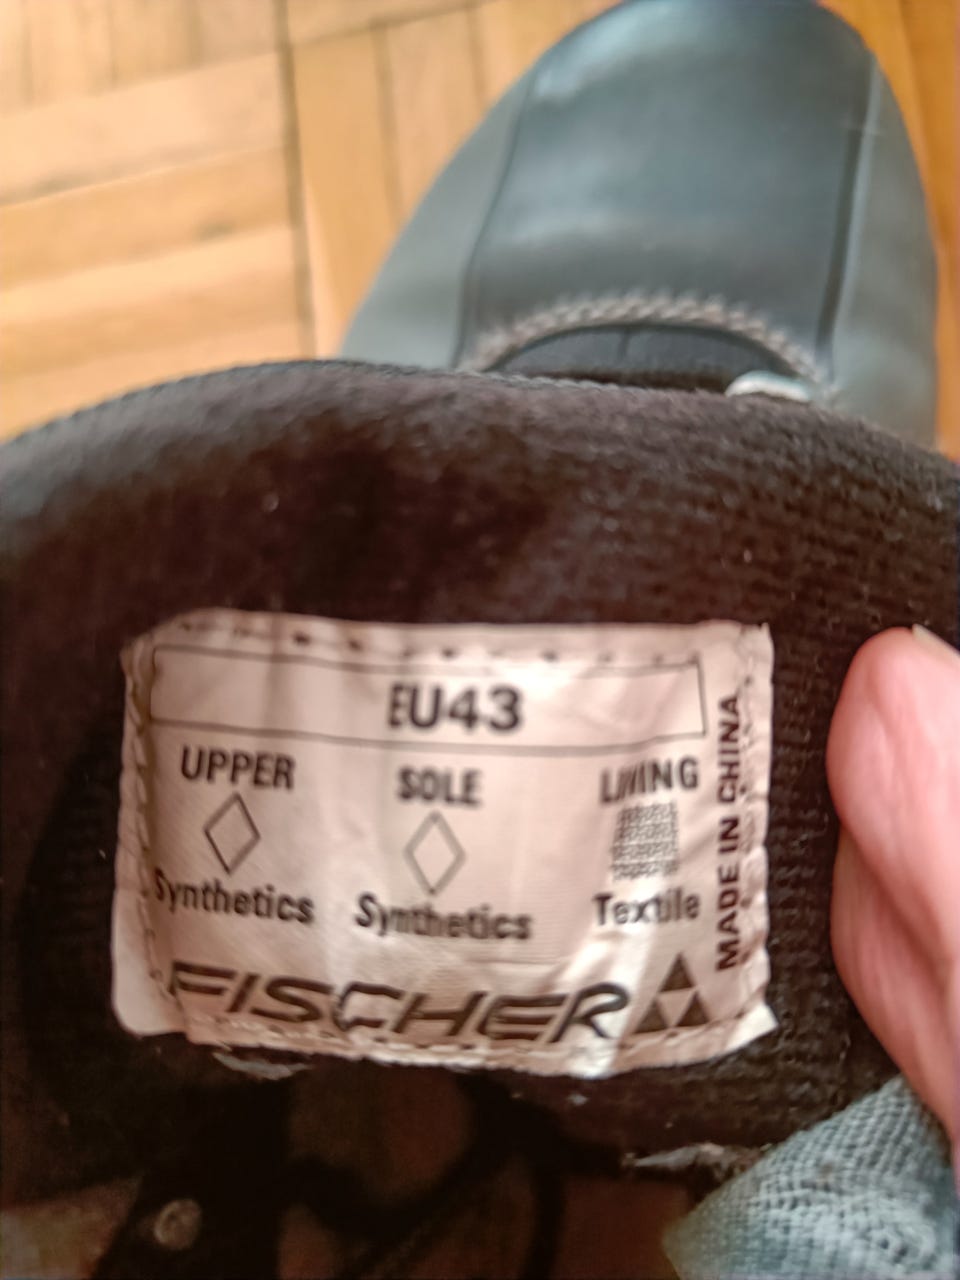 EU43
UPPER SOLE LINING
Synthetics Synthetics Textile
FISCHER
MADE IN CHINA